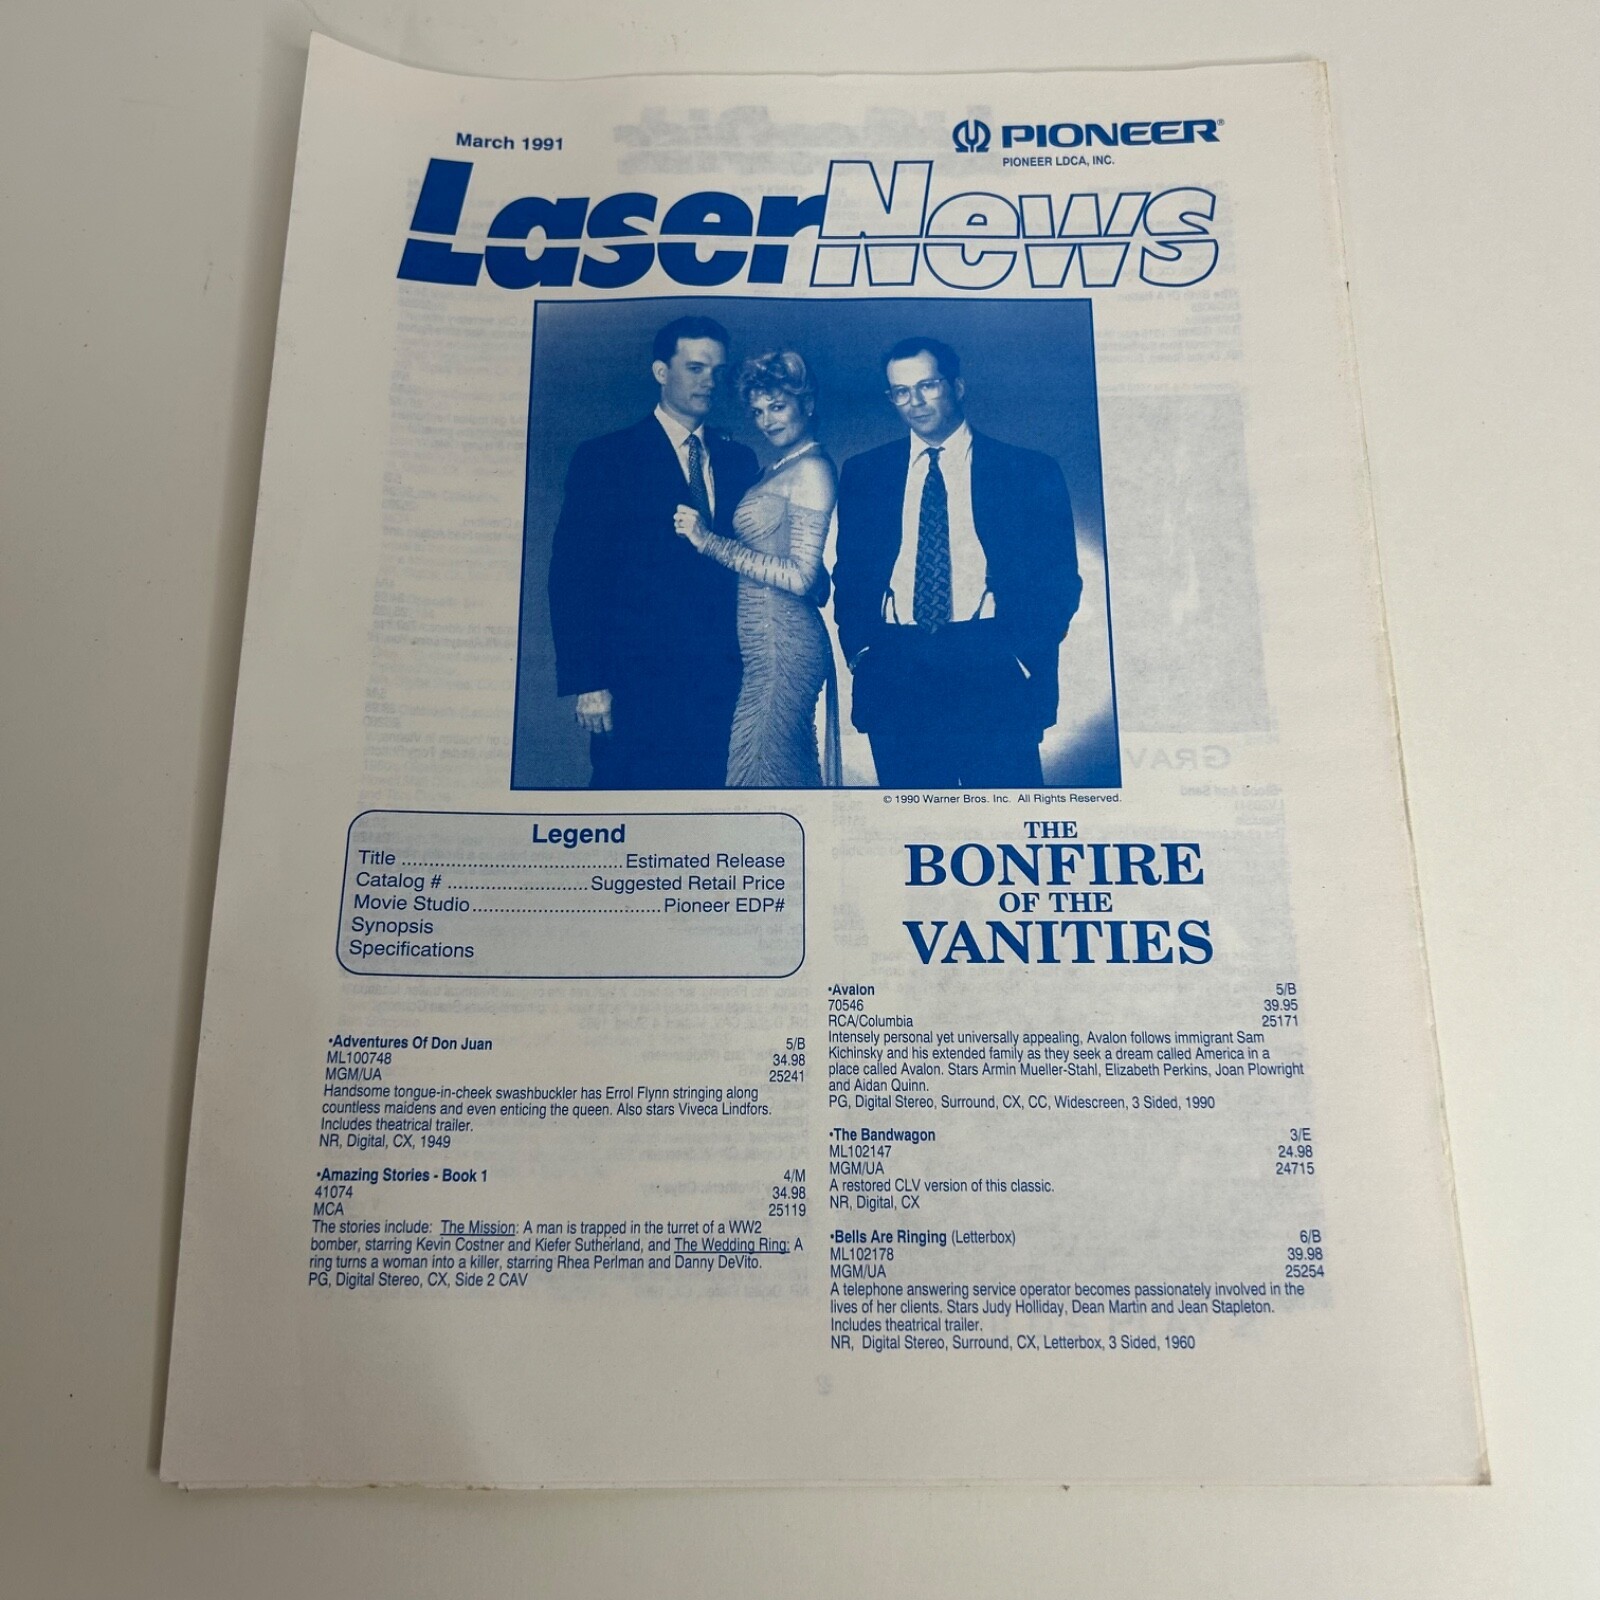 March 1991
PIONEER®
PIONEER LDCA, INC.
LaserNews
© 1990 Warner Bros. Inc. All Rights Reserved.
Legend
Title ........................................ Estimated Release
Catalog # .......................... Suggested Retail Price
Movie Studio .................................. Pioneer EDP#
Synopsis
Specifications
•Adventures Of Don Juan 5/B
ML100748 34.98
MGM/UA 25241
Handsome tongue-in-cheek swashbuckler has Errol Flynn stringing along
countless maidens and even enticing the queen. Also stars Viveca Lindfors.
Includes theatrical trailer.
NR, Digital, CX, 1949
•Amazing Stories - Book 1 4/M
41074 34.98
MCA 25119
The stories include: The Mission: A man is trapped in the turret of a WW2
bomber, starring Kevin Costner and Kiefer Sutherland, and The Wedding Ring: A
ring turns a woman into a killer, starring Rhea Perlman and Danny DeVito.
PG, Digital Stereo, CX, Side 2 CAV
THE
BONFIRE
OF THE
VANITIES
•Avalon 5/B
70546 39.95
RCA/Columbia 25171
Intensely personal yet universally appealing, Avalon follows immigrant Sam
Kichinsky and his extended family as they seek a dream called America in a
place called Avalon. Stars Armin Mueller-Stahl, Elizabeth Perkins, Joan Plowright
and Aidan Quinn.
PG, Digital Stereo, Surround, CX, CC, Widescreen, 3 Sided, 1990
•The Bandwagon 3/E
ML102147 24.98
MGM/UA 24715
A restored CLV version of this classic.
NR, Digital, CX
•Bells Are Ringing (Letterbox) 6/B
ML102178 39.98
MGM/UA 25254
A telephone answering service operator becomes passionately involved in the
lives of her clients. Stars Judy Holliday, Dean Martin and Jean Stapleton.
Includes theatrical trailer.
NR, Digital Stereo, Surround, CX, Letterbox, 3 Sided, 1960